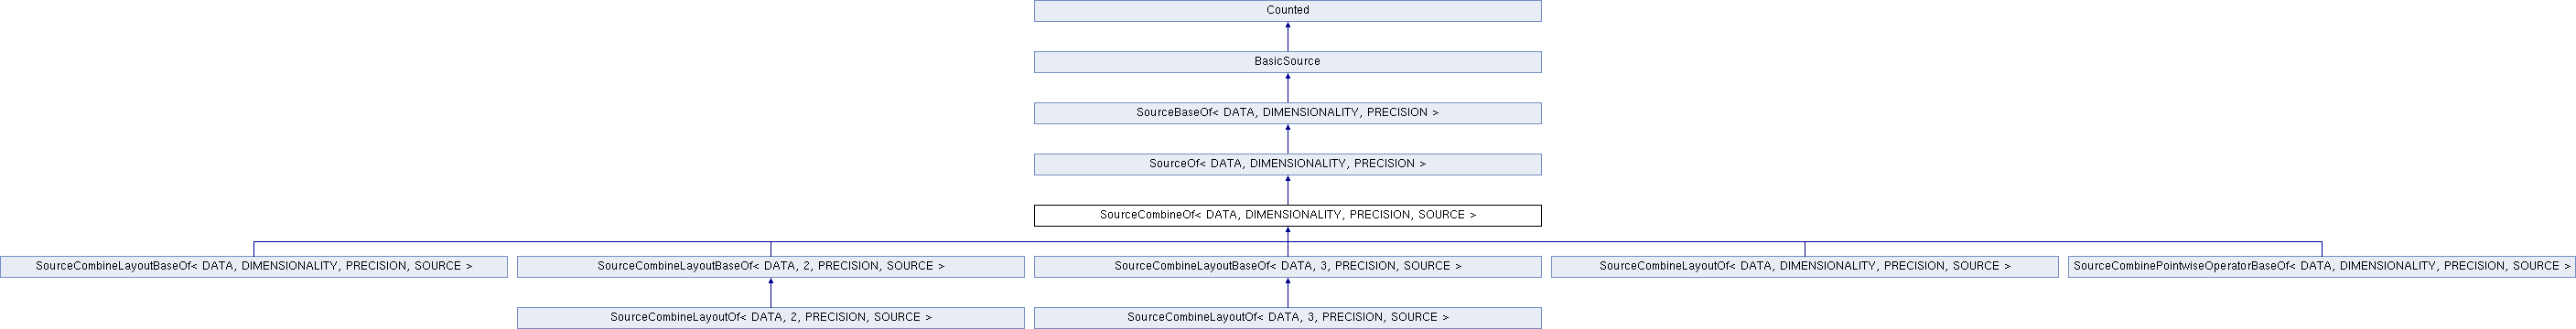 Counted
BasicSource
SourceBaseOf< DATA, DIMENSIONALITY, PRECISION >
SourceOf< DATA, DIMENSIONALITY, PRECISION >
SourceCombineOf< DATA, DIMENSIONALITY, PRECISION, SOURCE >
SourceCombineLayoutBaseOf< DATA, DIMENSIONALITY, PRECISION, SOURCE >
SourceCombineLayoutBaseOf< DATA, 2, PRECISION, SOURCE >
SourceCombineLayoutBaseOf< DATA, 3, PRECISION, SOURCE >
SourceCombineLayoutOf< DATA, DIMENSIONALITY, PRECISION, SOURCE >
SourceCombinePointwiseOperatorBaseOf< DATA, DIMENSIONALITY, PRECISION, SOURCE >
SourceCombineLayoutOf< DATA, 2, PRECISION, SOURCE >
SourceCombineLayoutOf< DATA, 3, PRECISION, SOURCE >